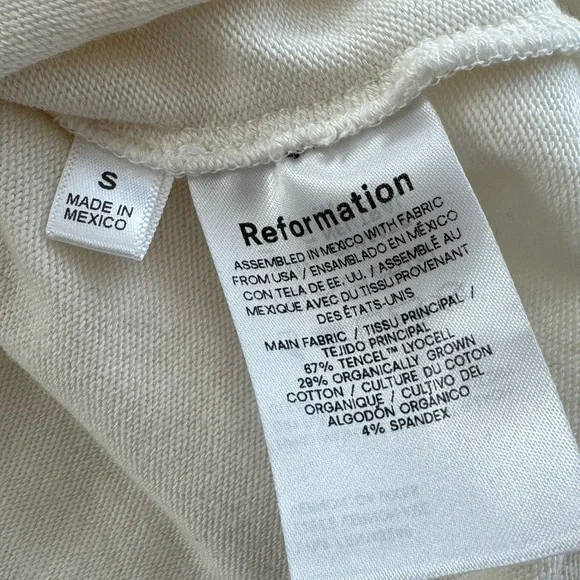 S
MADE IN
MEXICO
Reformation
ASSEMBLED IN MEXICO WITH FABRIC
FROM USA / ENSAMBLADO EN MÉXICO
CON TELA DE EE. UU. / ASSEMBLÉ AU
MEXIQUE AVEC DU TISSU PROVENANT
DES ÉTATS-UNIS
MAIN FABRIC / TISSU PRINCIPAL /
TEJIDO PRINCIPAL
67% TENCEL™ LYOCELL
29% ORGANICALLY GROWN
COTTON / CULTURE DU COTON
ORGANIQUE / CULTIVO DEL
ALGODÓN ORGÁNICO
4% SPANDEX